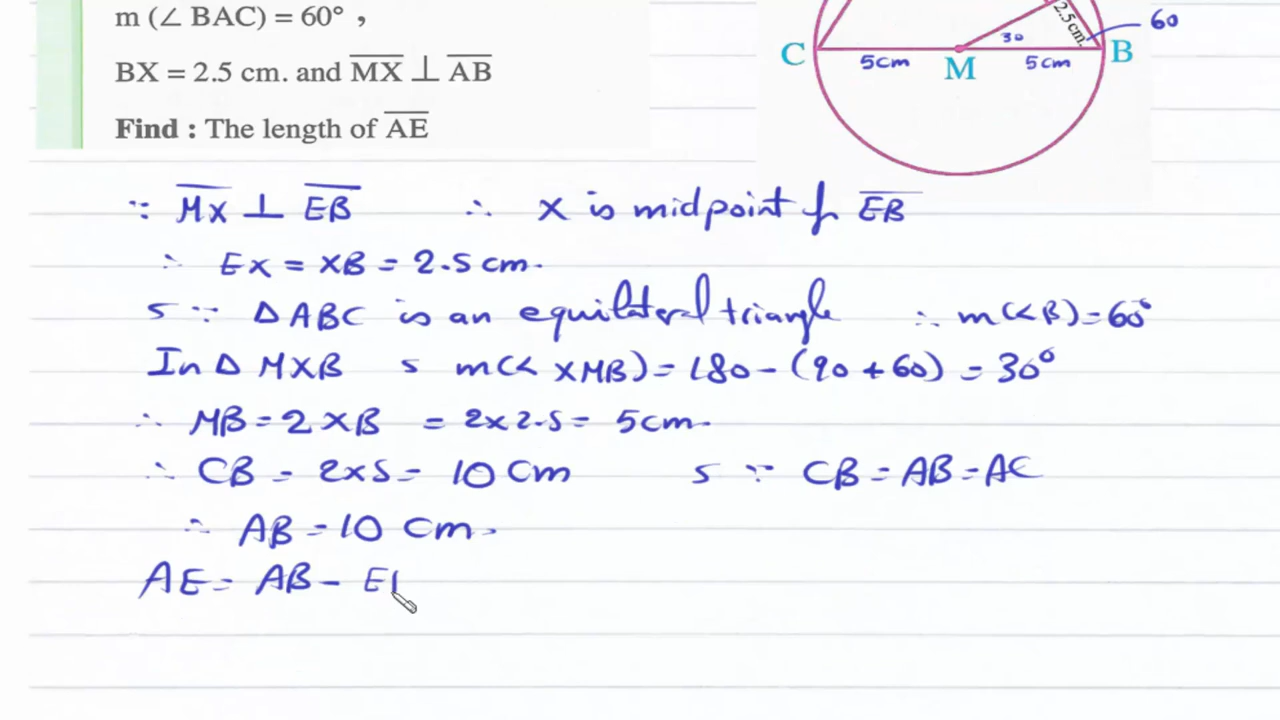 m (∠ BAC) = 60° ,
BX = 2.5 cm. and MX ⊥ AB
Find : The length of AE
2.5 cm.
60
30
C
5cm
M
5cm
B
∵ MX ⊥ EB ∴ X is midpoint of EB
∴ EX = XB = 2.5 cm.
, ∵ Δ ABC is an equilateral triangle ∴ m(<B) = 60°
In Δ MXB , m(< XMB) = 180 - (90 + 60) = 30°
∴ MB = 2 XB = 2x2.5 = 5cm.
∴ CB = 2x5 = 10 Cm , ∵ CB = AB = AC
∴ AB = 10 Cm.
AE = AB - El